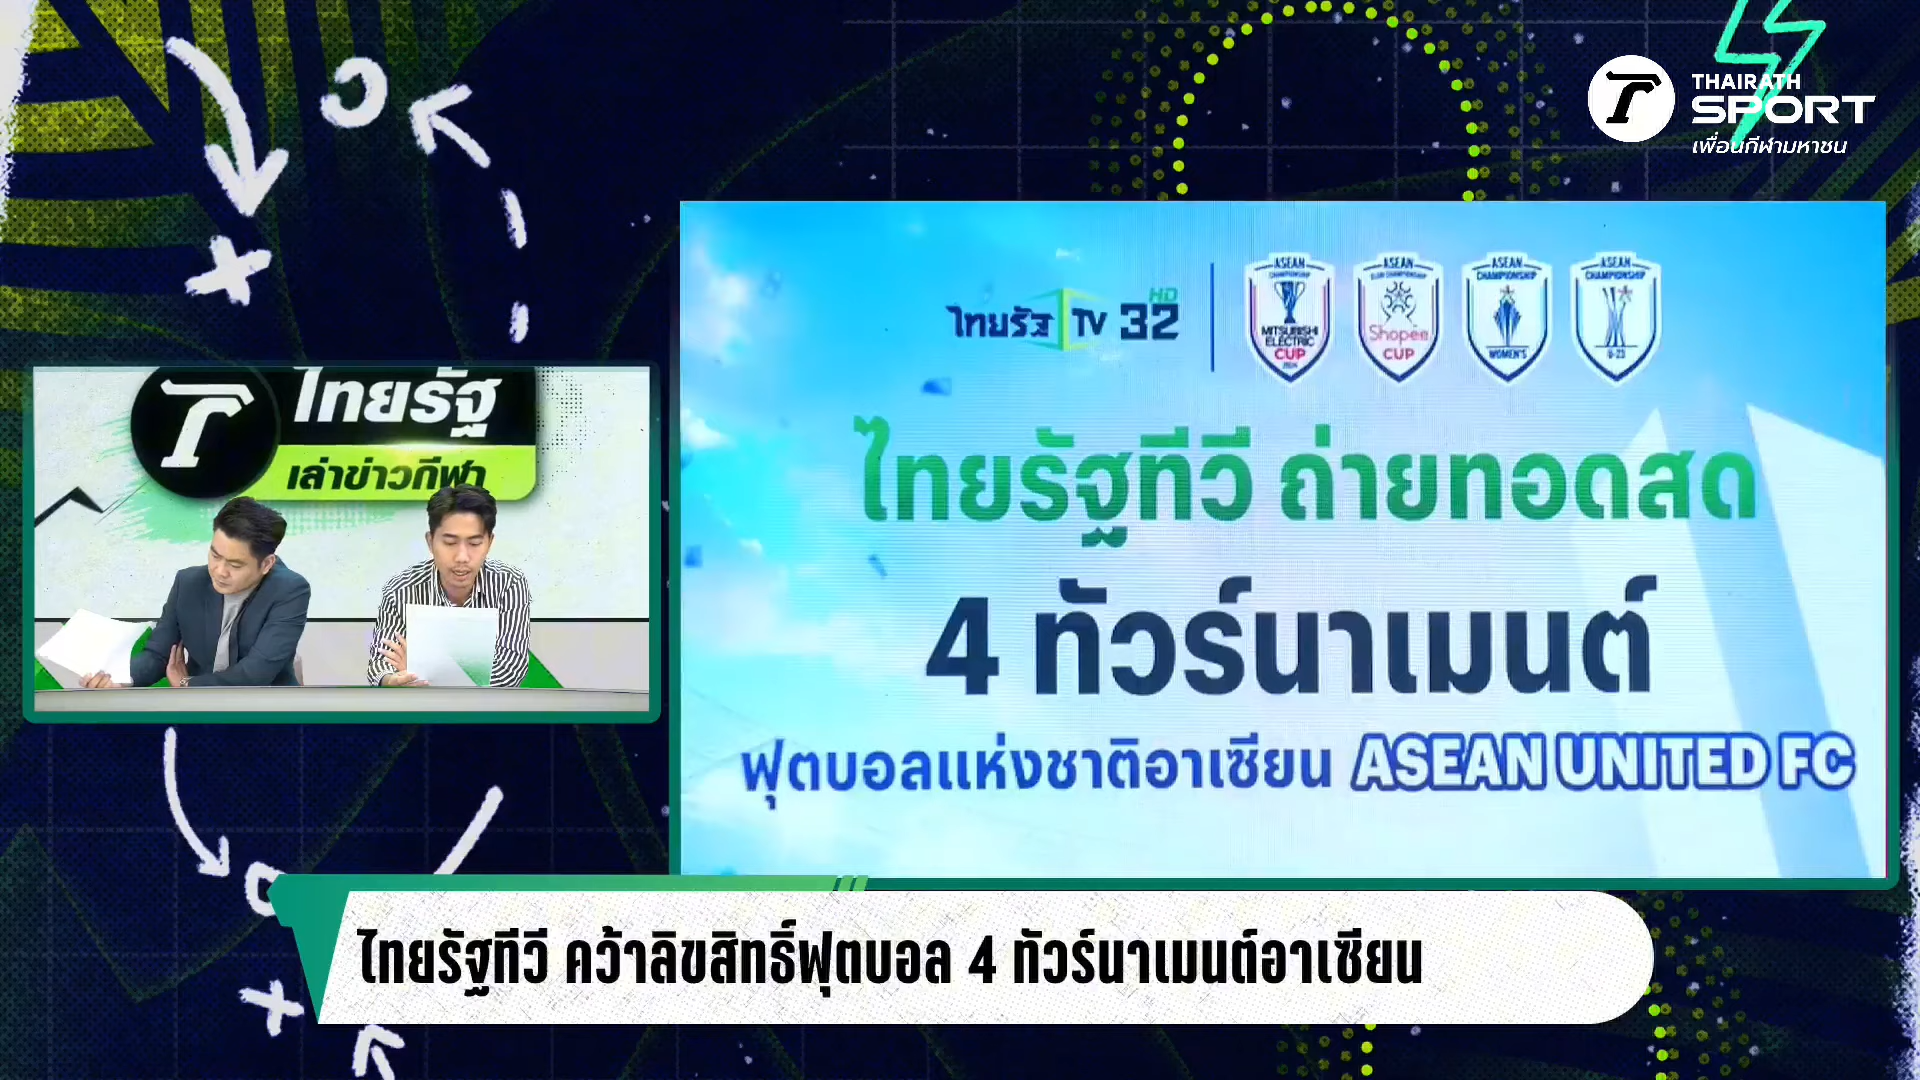 THAIRATH
SPORT
เพื่อนกีฬามหาชน
ไทยรัฐ
เล่าข่าวกีฬา
ไทยรัฐ TV 32 HD
ASEAN
CHAMPIONSHIP
MITSUBISHI
ELECTRIC
CUP
ASEAN
CLUB CHAMPIONSHIP
Shopee
CUP
ASEAN
CHAMPIONSHIP
WOMEN'S
ASEAN
CHAMPIONSHIP
U-23
ไทยรัฐทีวี ถ่ายทอดสด
4 ทัวร์นาเมนต์
ฟุตบอลแห่งชาติอาเซียน ASEAN UNITED FC
ไทยรัฐทีวี คว้าลิขสิทธิ์ฟุตบอล 4 ทัวร์นาเมนต์อาเซียน